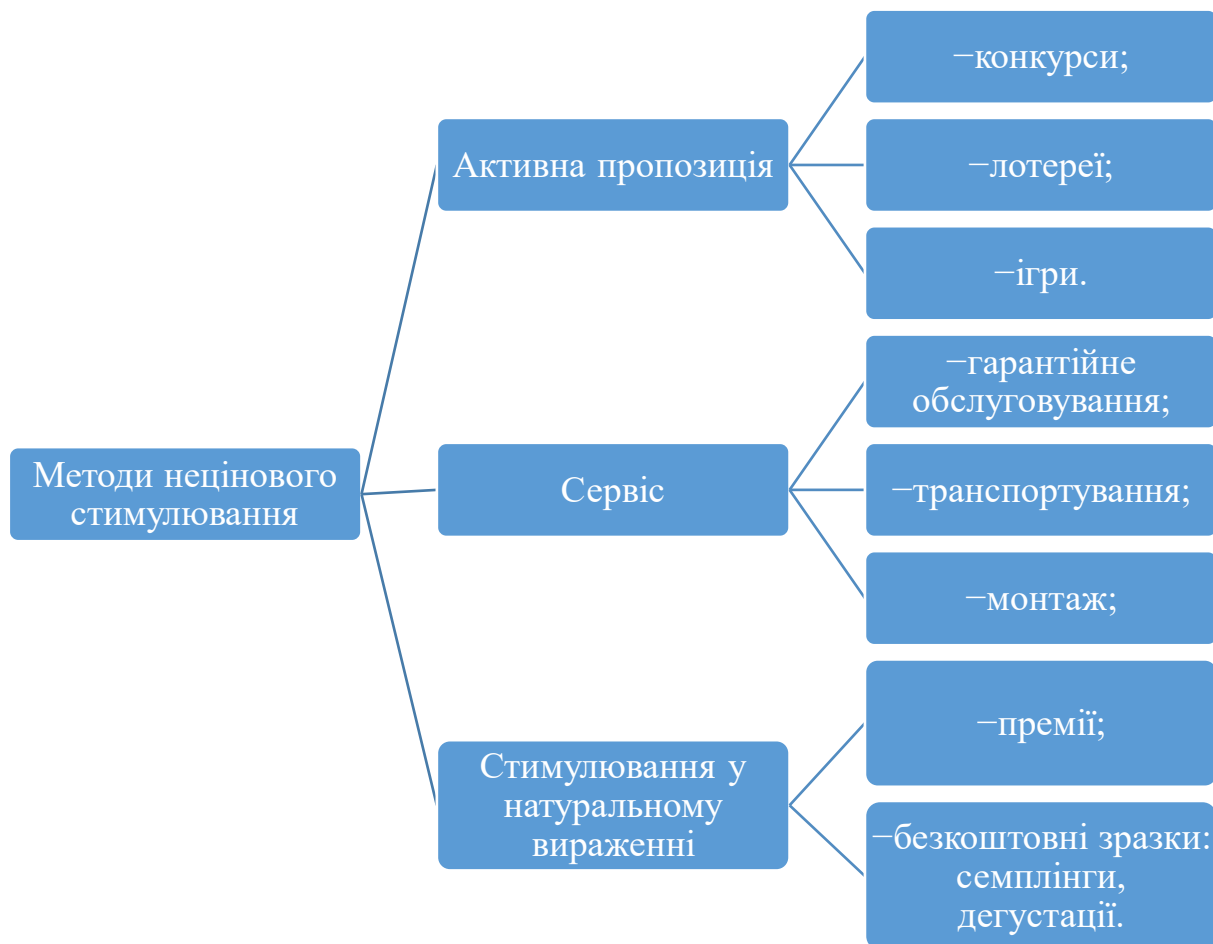 Методи нецінового
стимулювання
Активна пропозиція
−конкурси;
−лотереї;
−ігри.
Сервіс
−гарантійне
обслуговування;
−транспортування;
−монтаж;
Стимулювання у
натуральному
вираженні
−премії;
−безкоштовні зразки:
семплінги,
дегустації.